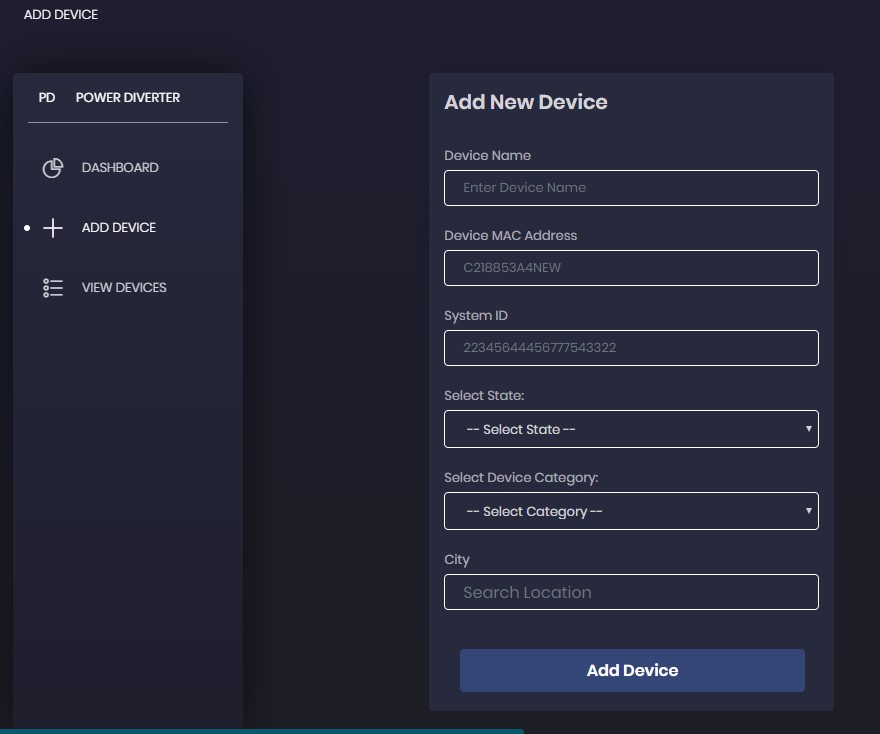 ADD DEVICE
PD POWER DIVERTER
DASHBOARD
ADD DEVICE
VIEW DEVICES
Add New Device
Device Name
Enter Device Name
Device MAC Address
C218853A4NEW
System ID
22345644456777543322
Select State:
-- Select State --
Select Device Category:
-- Select Category --
City
Search Location
Add Device